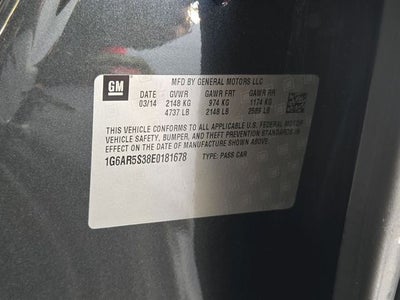 GM
MFD BY GENERAL MOTORS LLC
DATE GVWR GAWR FRT GAWR RR
03/14 2148 KG 974 KG 1174 KG
4737 LB 2148 LB 2589 LB
THIS VEHICLE CONFORMS TO ALL APPLICABLE U.S. FEDERAL MOTOR
VEHICLE SAFETY, BUMPER, AND THEFT PREVENTION STANDARDS
IN EFFECT ON THE DATE OF MANUFACTURE SHOWN ABOVE.
1G6AR5S38E0181678 TYPE: PASS CAR